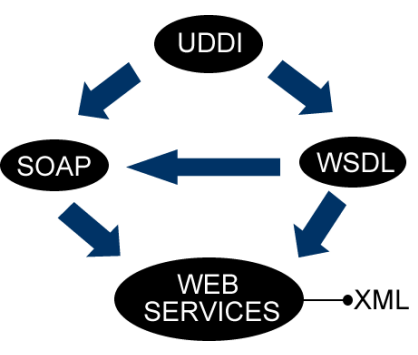 UDDI
SOAP
WSDL
WEB
SERVICES
XML